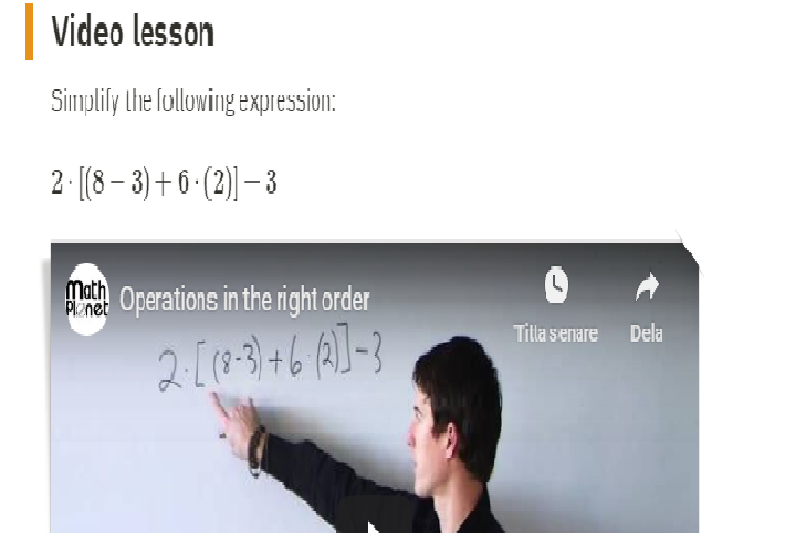 Video lesson
Simplify the following expression:
2 · [(8 – 3) + 6 · (2)] – 3
Math
Planet
Operations in the right order
Titta senare
Dela
2·[(8-3)+6·(2)]-3